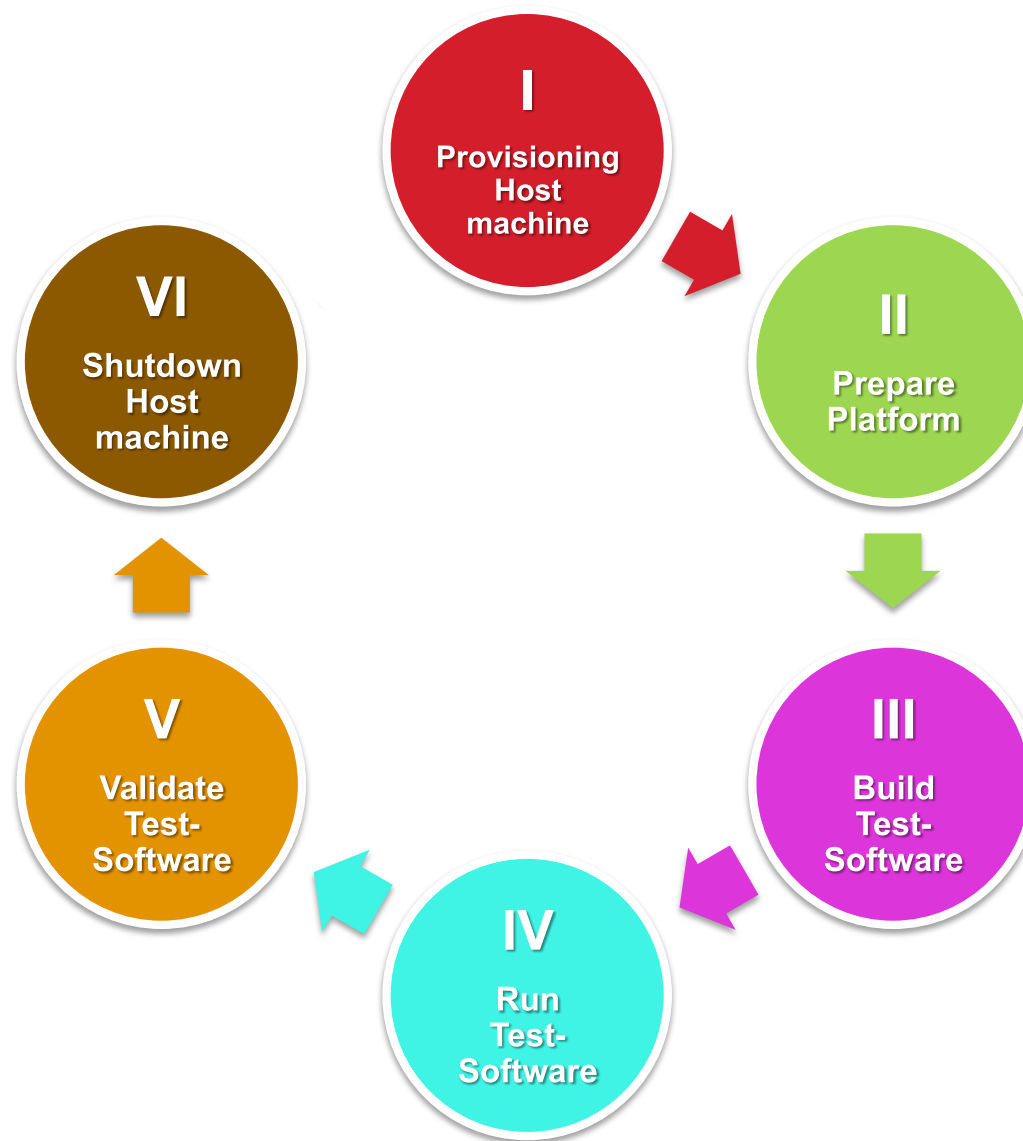 I
Provisioning
Host
machine
II
Prepare
Platform
III
Build
Test-
Software
IV
Run
Test-
Software
V
Validate
Test-
Software
VI
Shutdown
Host
machine